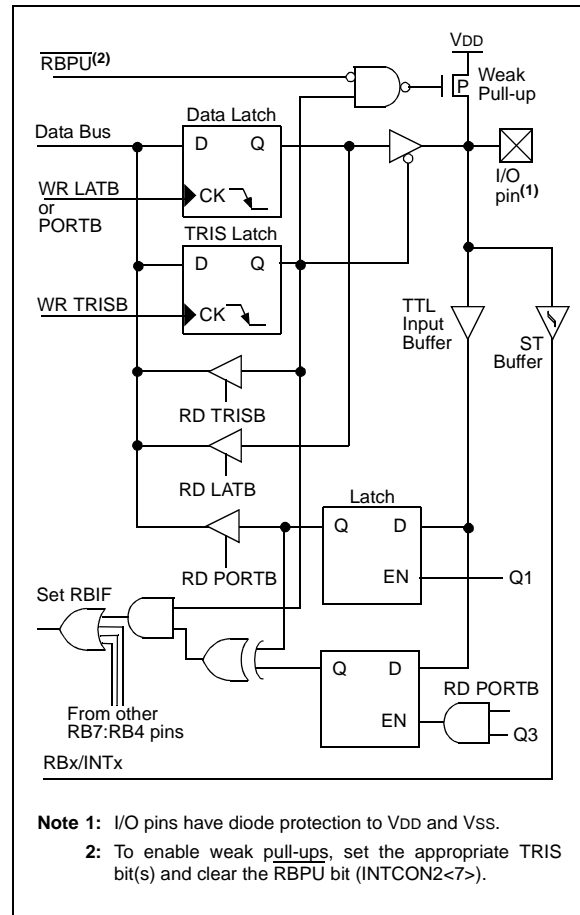 RBPU(2)
VDD
Weak
Pull-up
P
Data Latch
Data Bus
D Q
I/O
pin(1)
WR LATB
or
PORTB
CK
TRIS Latch
D Q
WR TRISB
CK
TTL
Input
Buffer
ST
Buffer
RD TRISB
RD LATB
Latch
Q D
RD PORTB
EN
Q1
Set RBIF
Q D
RD PORTB
EN
Q3
From other
RB7:RB4 pins
RBx/INTx
Note 1: I/O pins have diode protection to VDD and VSS.
2: To enable weak pull-ups, set the appropriate TRIS
bit(s) and clear the RBPU bit (INTCON2<7>).